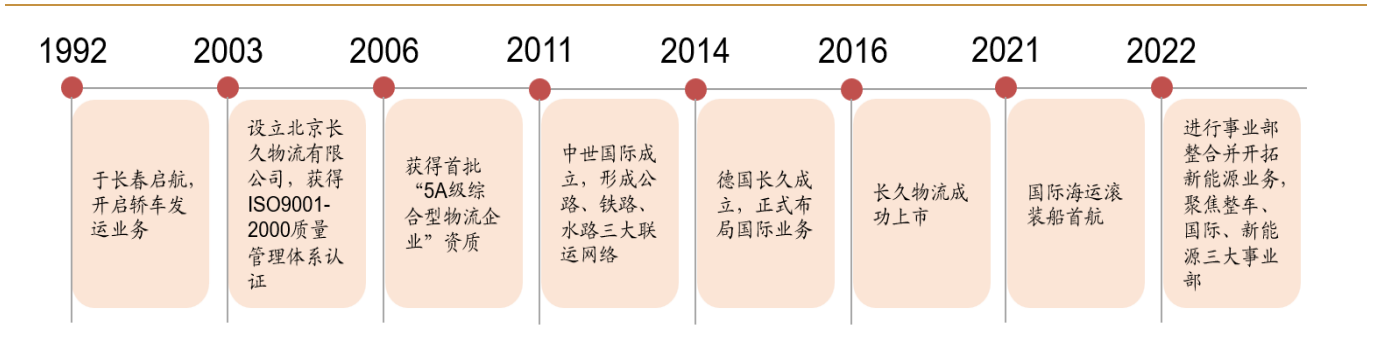 1992
2003
2006
2011
2014
2016
2021
2022
于长春启航，
开启轿车发
运业务
设立北京长
久物流有限
公司，获得
ISO9001-
2000质量
管理体系认
证
获得首批
“5A级综
合型物流企
业”资质
中世国际成
立，形成公
路、铁路、
水路三大联
运网络
德国长久成
立，正式布
局国际业务
长久物流成
功上市
国际海运滚
装船首航
进行事业部
整合并开拓
新能源业务，
聚焦整车、
国际、新能
源三大事业
部